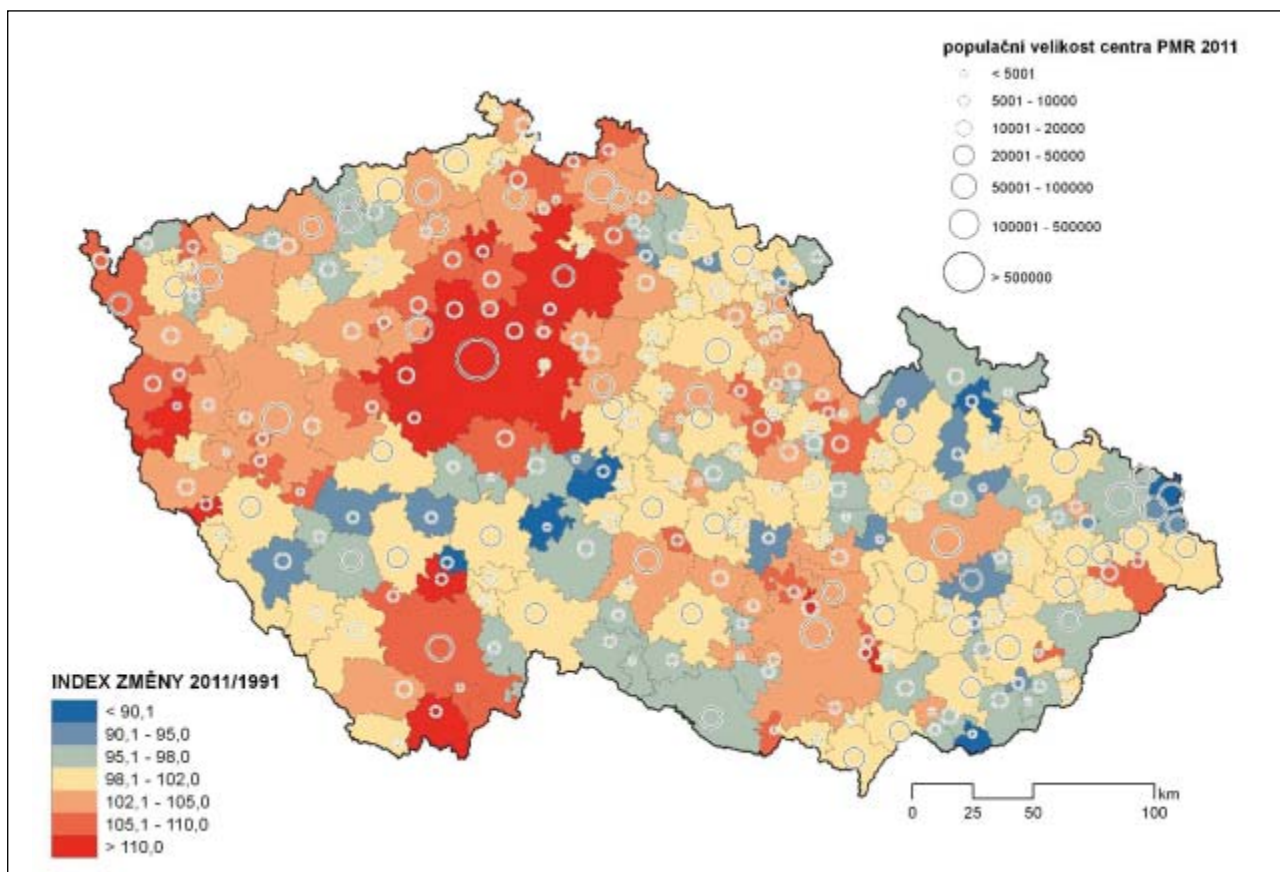 populační velikost centra PMR 2011
< 5001
5001 - 10000
10001 - 20000
20001 - 50000
50001 - 100000
100001 - 500000
> 500000
INDEX ZMĚNY 2011/1991
< 90,1
90,1 - 95,0
95,1 - 98,0
98,1 - 102,0
102,1 - 105,0
105,1 - 110,0
> 110,0
km
0 25 50 100